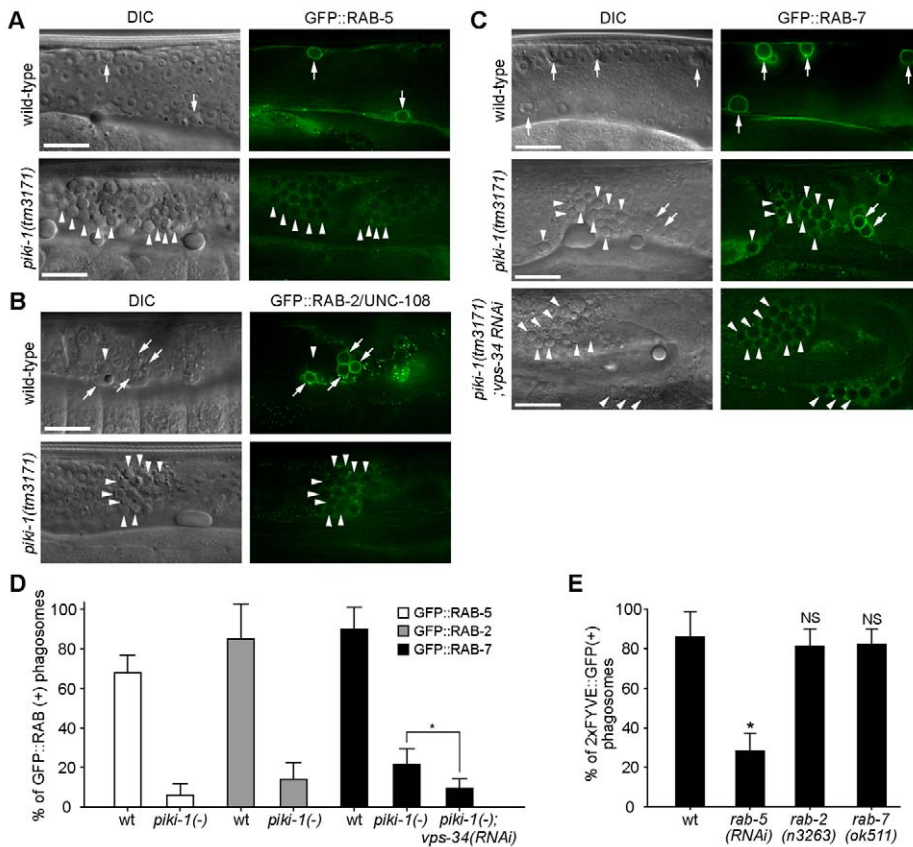 A
DIC
GFP::RAB-5
wild-type
piki-1(tm3171)
B
DIC
GFP::RAB-2/UNC-108
wild-type
piki-1(tm3171)
C
DIC
GFP::RAB-7
wild-type
piki-1(tm3171)
piki-1(tm3171)
;vps-34 RNAi
D
% of GFP::RAB (+) phagosomes
100
80
60
40
20
0
GFP::RAB-5
GFP::RAB-2
GFP::RAB-7
*
wt
piki-1(-)
wt
piki-1(-)
wt
piki-1(-)
piki-1(-);
vps-34(RNAi)
E
% of 2xFYVE::GFP(+)
phagosomes
100
80
60
40
20
0
*
NS
NS
wt
rab-5
(RNAi)
rab-2
(n3263)
rab-7
(ok511)